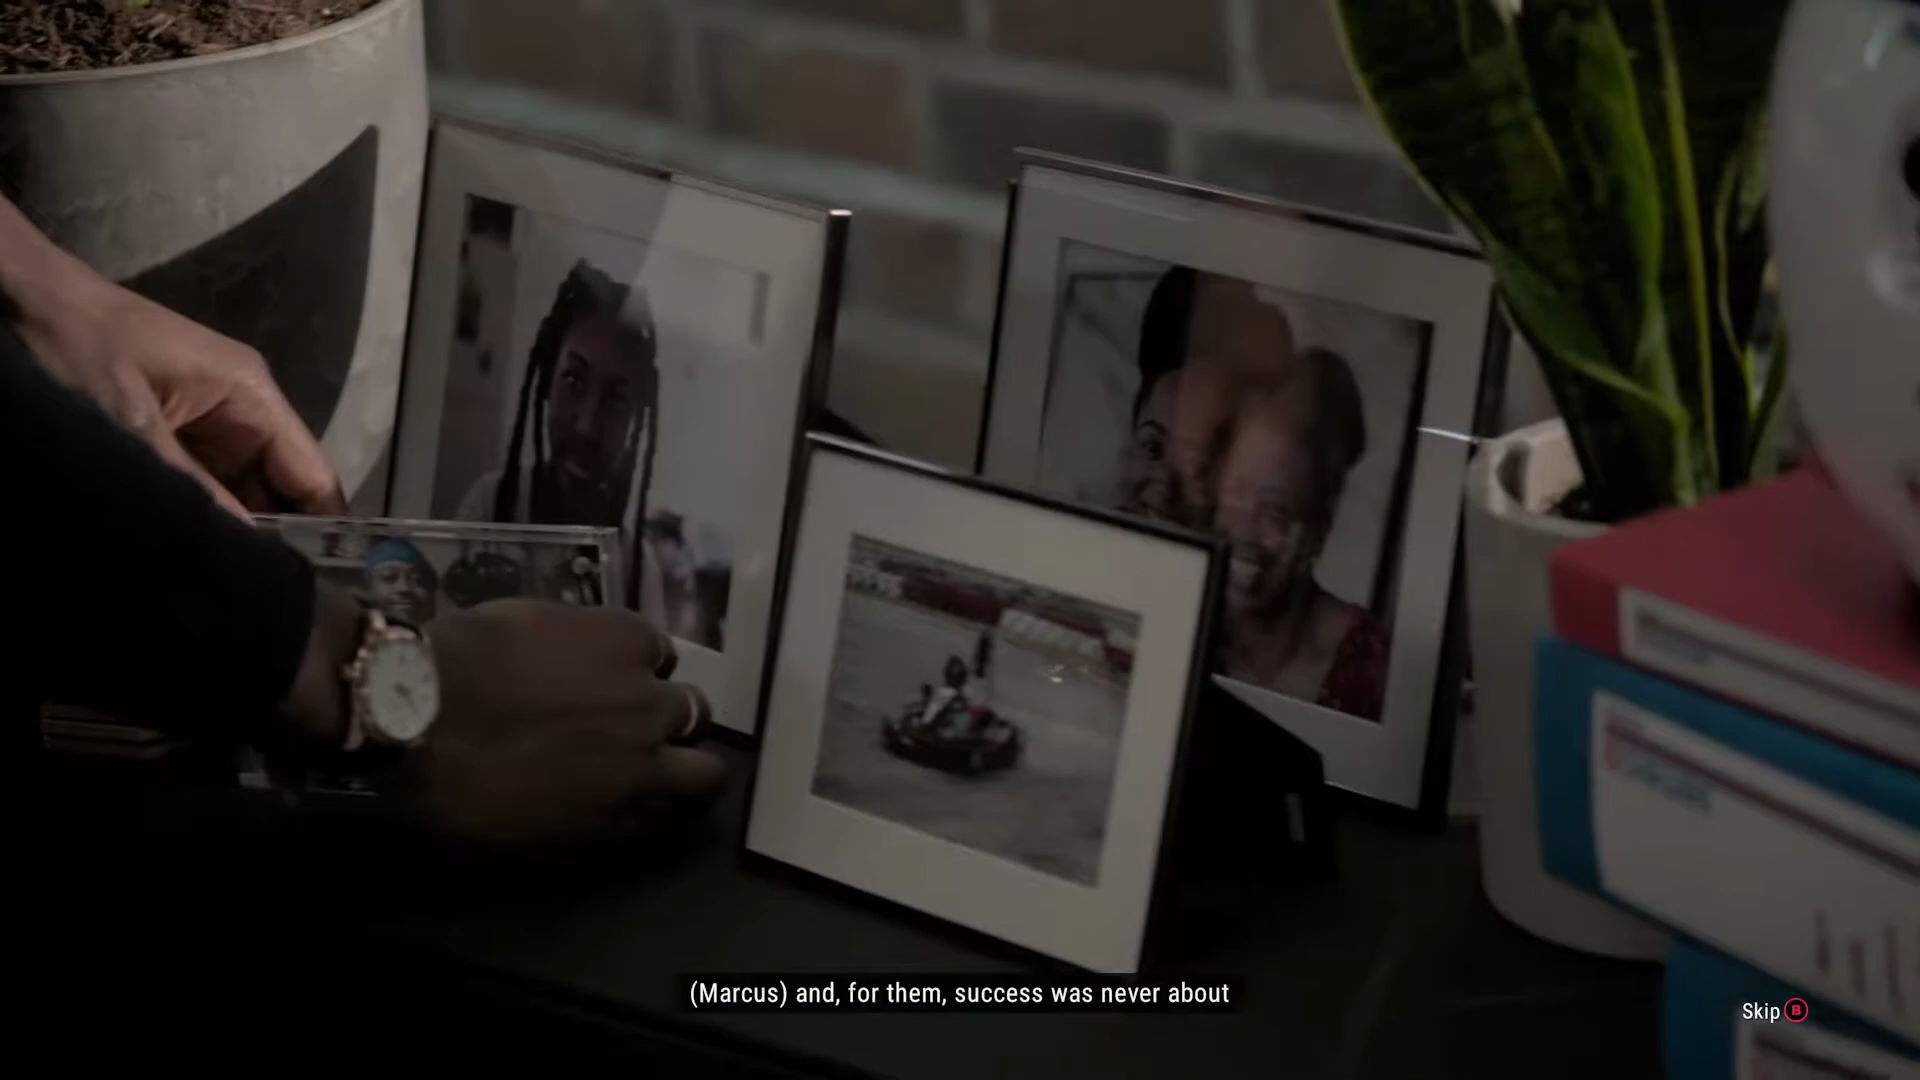 (Marcus) and, for them, success was never about
Skip B